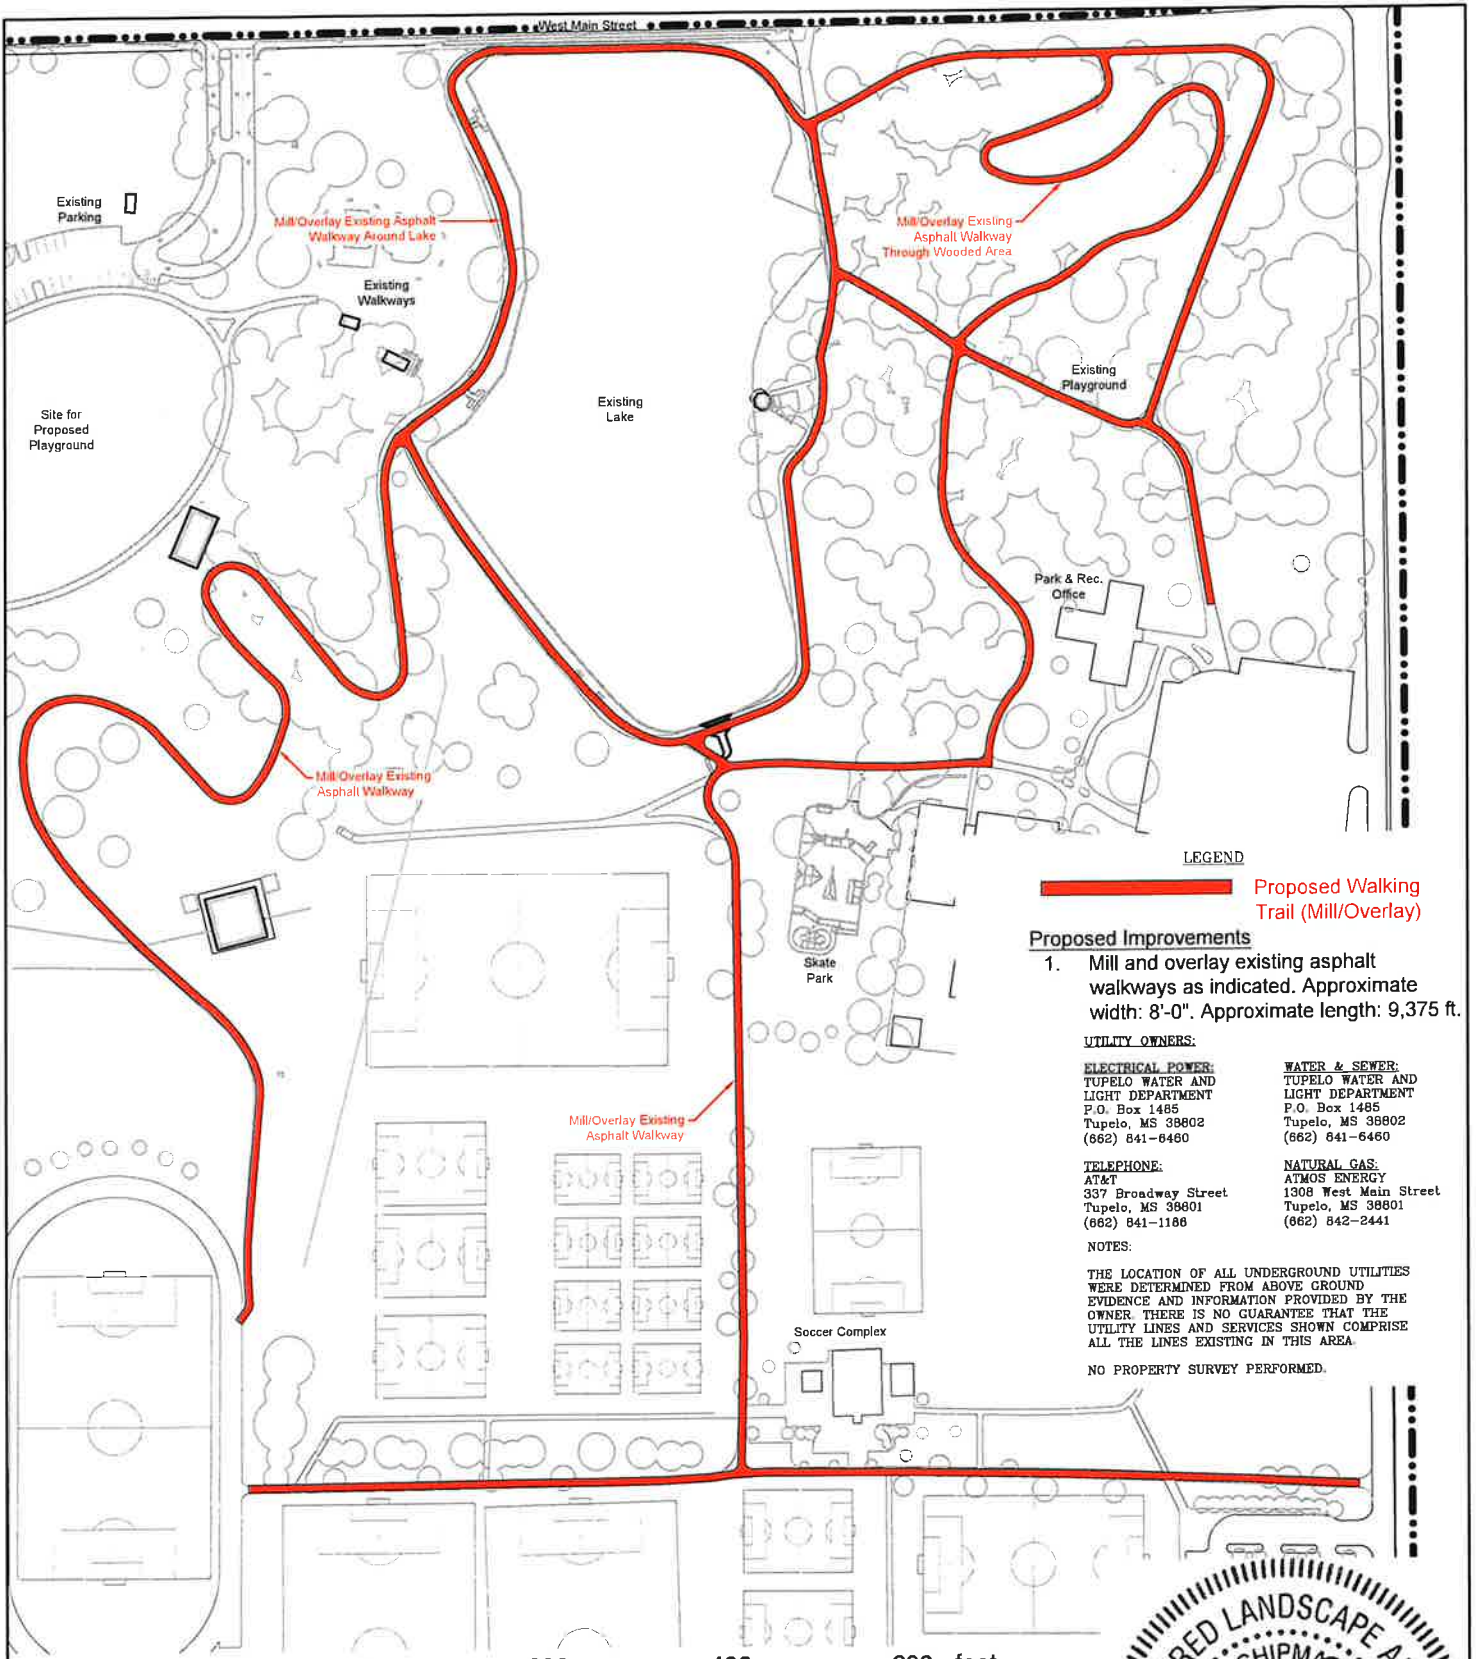 West Main Street
Existing
Parking
Mill/Overlay Existing Asphalt
Walkway Around Lake
Mill/Overlay Existing
Asphalt Walkway
Through Wooded Area
Existing
Walkways
Existing
Playground
Site for
Proposed
Playground
Existing
Lake
Park & Rec.
Office
Mill/Overlay Existing
Asphalt Walkway
LEGEND
Proposed Walking
Trail (Mill/Overlay)
Proposed Improvements
1. Mill and overlay existing asphalt
walkways as indicated. Approximate
width: 8'-0". Approximate length: 9,375 ft.
Skate
Park
UTILITY OWNERS:
ELECTRICAL POWER:
TUPELO WATER AND
LIGHT DEPARTMENT
P.O. Box 1485
Tupelo, MS 38802
(662) 841-6460
WATER & SEWER:
TUPELO WATER AND
LIGHT DEPARTMENT
P.O. Box 1485
Tupelo, MS 38802
(662) 841-6460
Mill/Overlay Existing
Asphalt Walkway
TELEPHONE:
AT&T
337 Broadway Street
Tupelo, MS 38801
(662) 841-1186
NATURAL GAS:
ATMOS ENERGY
1308 West Main Street
Tupelo, MS 38801
(662) 842-2441
NOTES:
THE LOCATION OF ALL UNDERGROUND UTILITIES
WERE DETERMINED FROM ABOVE GROUND
EVIDENCE AND INFORMATION PROVIDED BY THE
OWNER. THERE IS NO GUARANTEE THAT THE
UTILITY LINES AND SERVICES SHOWN COMPRISE
ALL THE LINES EXISTING IN THIS AREA.
NO PROPERTY SURVEY PERFORMED.
Soccer Complex
LANDSCAPE
feet